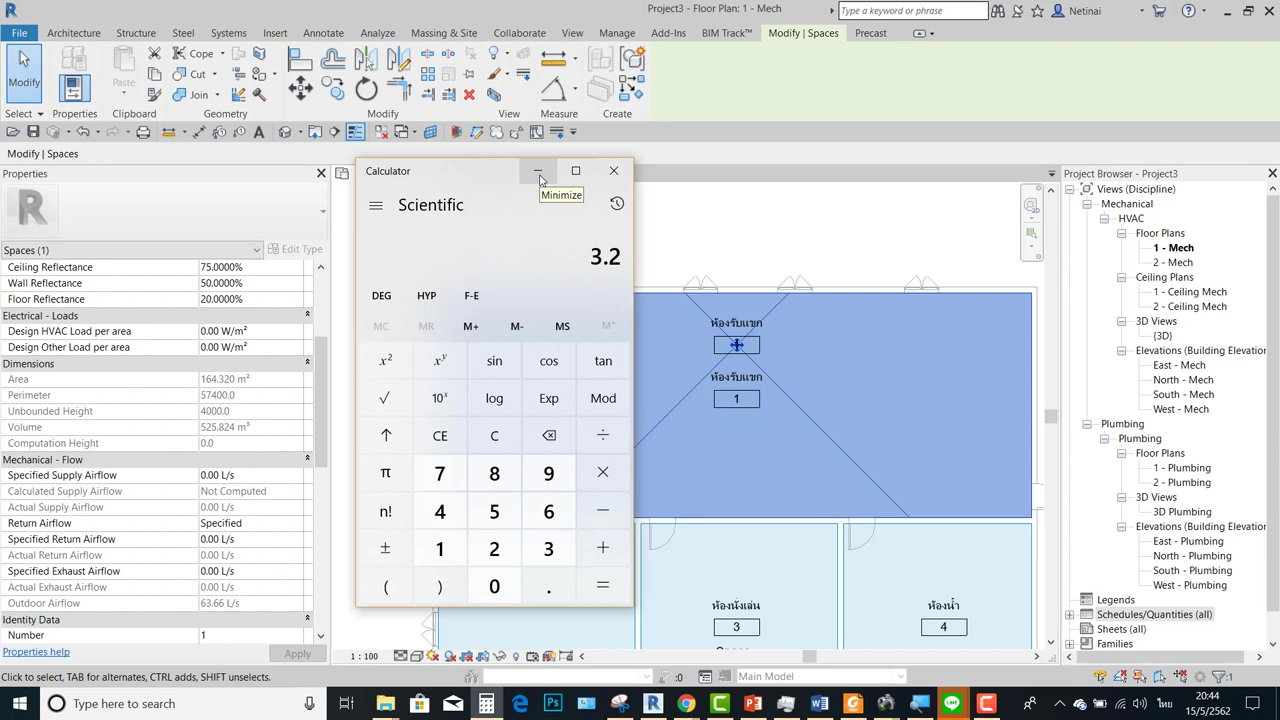 Project3 - Floor Plan: 1 - Mech
Type a keyword or phrase
Netinai
File
Architecture
Structure
Steel
Systems
Insert
Annotate
Analyze
Massing & Site
Collaborate
View
Manage
Add-Ins
BIM Track™
Modify | Spaces
Precast
Modify
Paste
Cope
Cut
Join
Select
Properties
Clipboard
Geometry
Modify
View
Measure
Create
Modify | Spaces
Properties
Spaces (1)
Edit Type
Ceiling Reflectance 75.0000%
Wall Reflectance 50.0000%
Floor Reflectance 20.0000%
Electrical - Loads
Design HVAC Load per area 0.00 W/m²
Design Other Load per area 0.00 W/m²
Dimensions
Area 164.320 m²
Perimeter 57400.0
Unbounded Height 4000.0
Volume 525.824 m³
Computation Height 0.0
Mechanical - Flow
Specified Supply Airflow 0.00 L/s
Calculated Supply Airflow Not Computed
Actual Supply Airflow 0.00 L/s
Return Airflow Specified
Specified Return Airflow 0.00 L/s
Actual Return Airflow 0.00 L/s
Specified Exhaust Airflow 0.00 L/s
Actual Exhaust Airflow 0.00 L/s
Outdoor Airflow 63.66 L/s
Identity Data
Number 1
Properties help
Apply
Calculator
Minimize
Scientific
3.2
DEG HYP F-E
MC MR M+ M- MS M˅
x² xʸ sin cos tan
√ 10ˣ log Exp Mod
↑ CE C ÷
π 7 8 9 ×
n! 4 5 6 −
± 1 2 3 +
( ) 0 . =
ห้องรับแขก
ห้องรับแขก
1
ห้องนั่งเล่น
3
ห้องน้ำ
4
Project Browser - Project3
Views (Discipline)
Mechanical
HVAC
Floor Plans
1 - Mech
2 - Mech
Ceiling Plans
1 - Ceiling Mech
2 - Ceiling Mech
3D Views
{3D}
Elevations (Building Elevation
East - Mech
North - Mech
South - Mech
West - Mech
Plumbing
Plumbing
Floor Plans
1 - Plumbing
2 - Plumbing
3D Views
3D Plumbing
Elevations (Building Elevation
East - Plumbing
North - Plumbing
South - Plumbing
West - Plumbing
Legends
Schedules/Quantities (all)
Sheets (all)
Families
1 : 100
Click to select, TAB for alternates, CTRL adds, SHIFT unselects.
:0
Main Model
:1
Type here to search
ไทย
20:44
15/5/2562